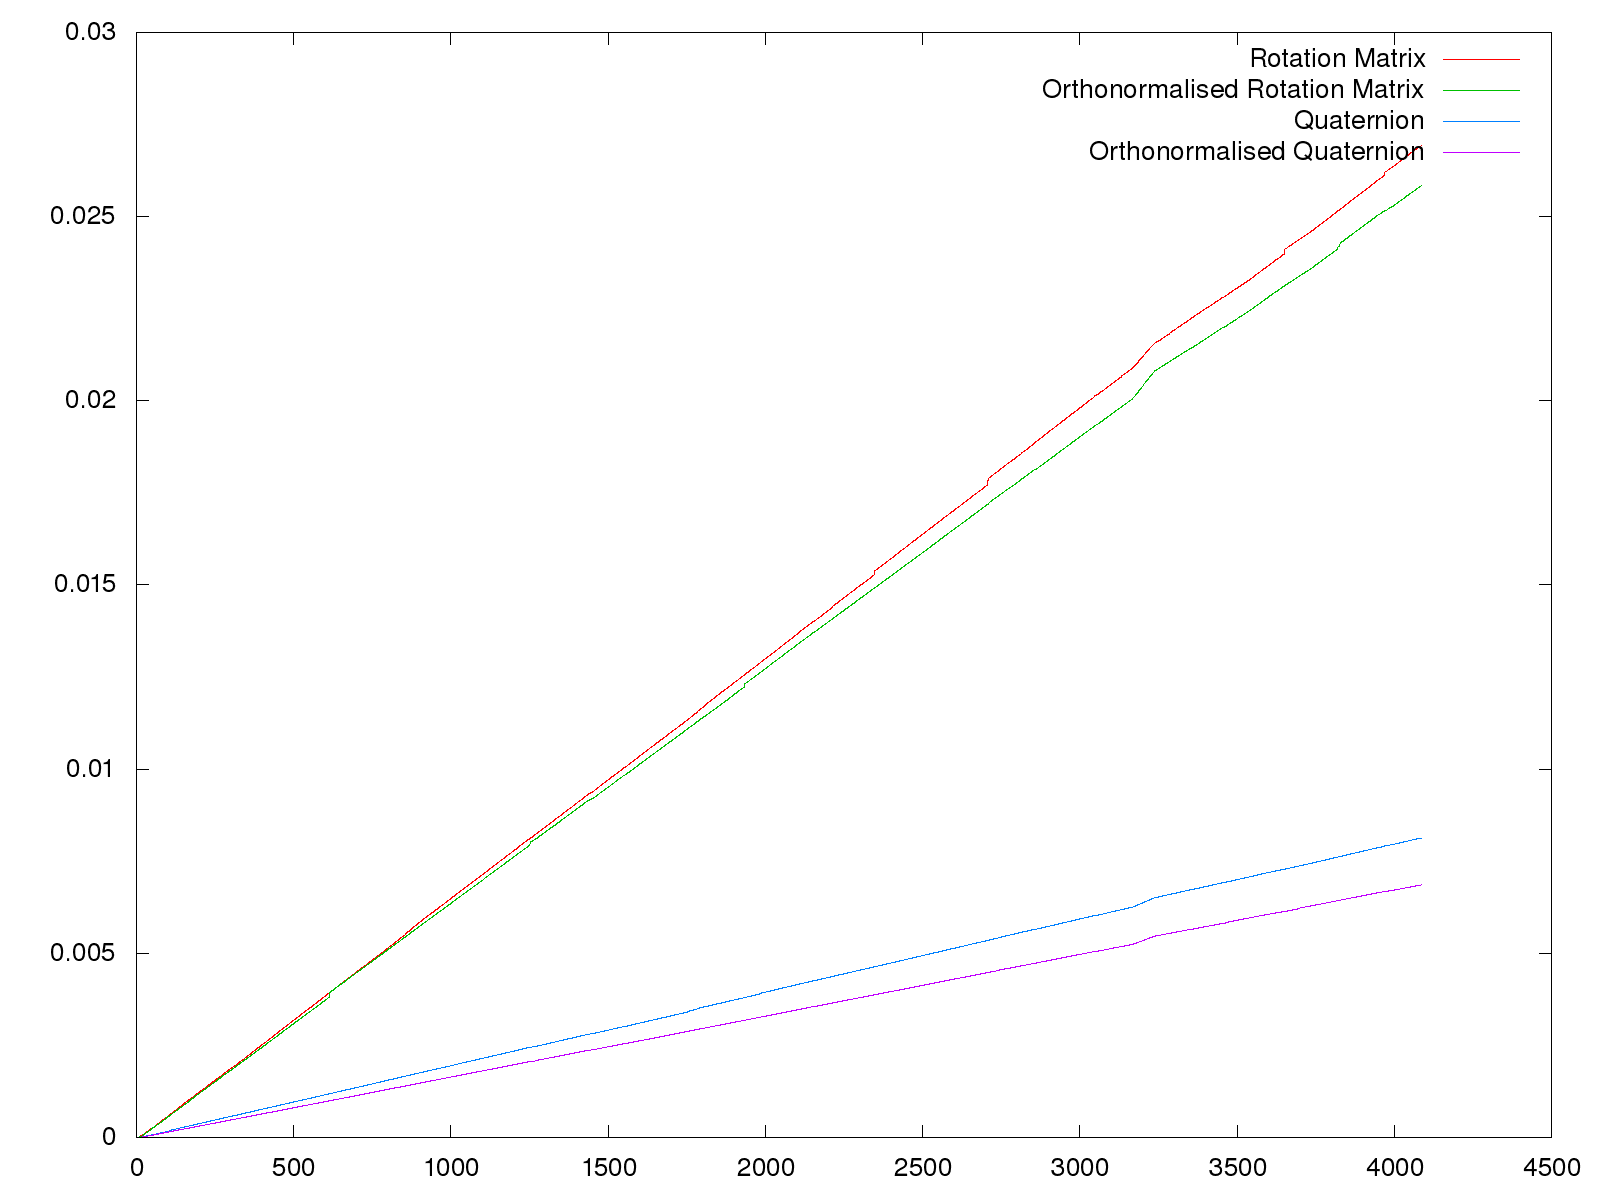 0.03
0.025
0.02
0.015
0.01
0.005
0
0 500 1000 1500 2000 2500 3000 3500 4000 4500
Rotation Matrix
Orthonormalised Rotation Matrix
Quaternion
Orthonormalised Quaternion